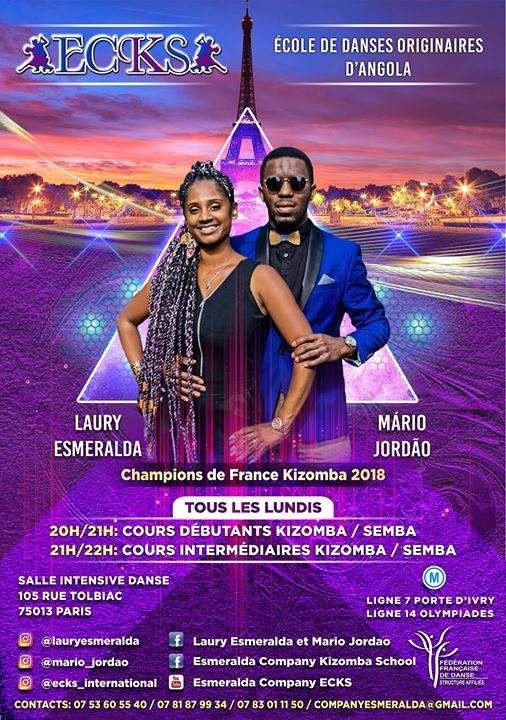 ECKS
ÉCOLE DE DANSES ORIGINAIRES
D'ANGOLA
LAURY
ESMERALDA
MÁRIO
JORDÃO
Champions de France Kizomba 2018
TOUS LES LUNDIS
20H/21H: COURS DÉBUTANTS KIZOMBA / SEMBA
21H/22H: COURS INTERMÉDIAIRES KIZOMBA / SEMBA
SALLE INTENSIVE DANSE
105 RUE TOLBIAC
75013 PARIS
M
LIGNE 7 PORTE D'IVRY
LIGNE 14 OLYMPIADES
@lauryesmeralda
@mario_jordao
@ecks_international
Laury Esmeralda et Mario Jordao
Esmeralda Company Kizomba School
You Tube
Esmeralda Company ECKS
FÉDÉRATION
FRANÇAISE
DE DANSE
STRUCTURE AFFILIÉE
CONTACTS: 07 53 60 55 40 / 07 81 87 99 34 / 07 83 01 11 50 / COMPANYESMERALDA@GMAIL.COM